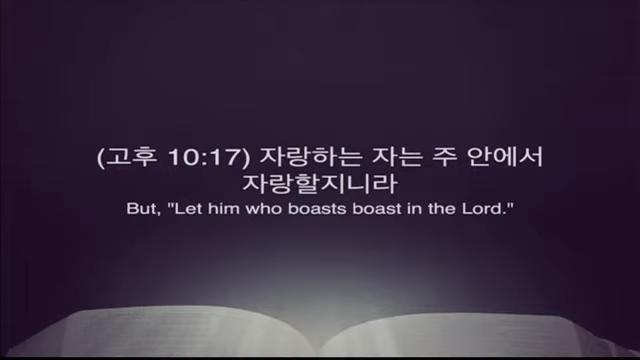 (고후 10:17) 자랑하는 자는 주 안에서
자랑할지니라
But, "Let him who boasts boast in the Lord."